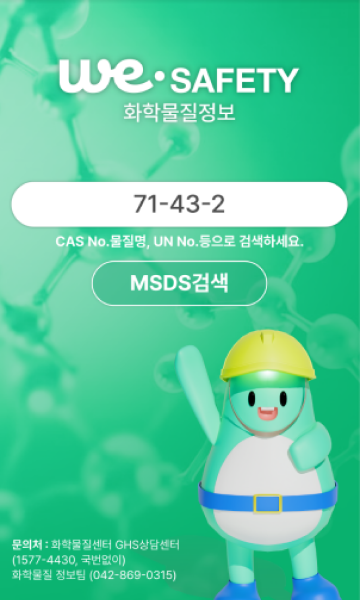 we·SAFETY
화학물질정보
71-43-2
CAS No.물질명, UN No.등으로 검색하세요.
MSDS검색
문의처 : 화학물질센터 GHS상담센터
(1577-4430, 국번없이)
화학물질 정보팀 (042-869-0315)